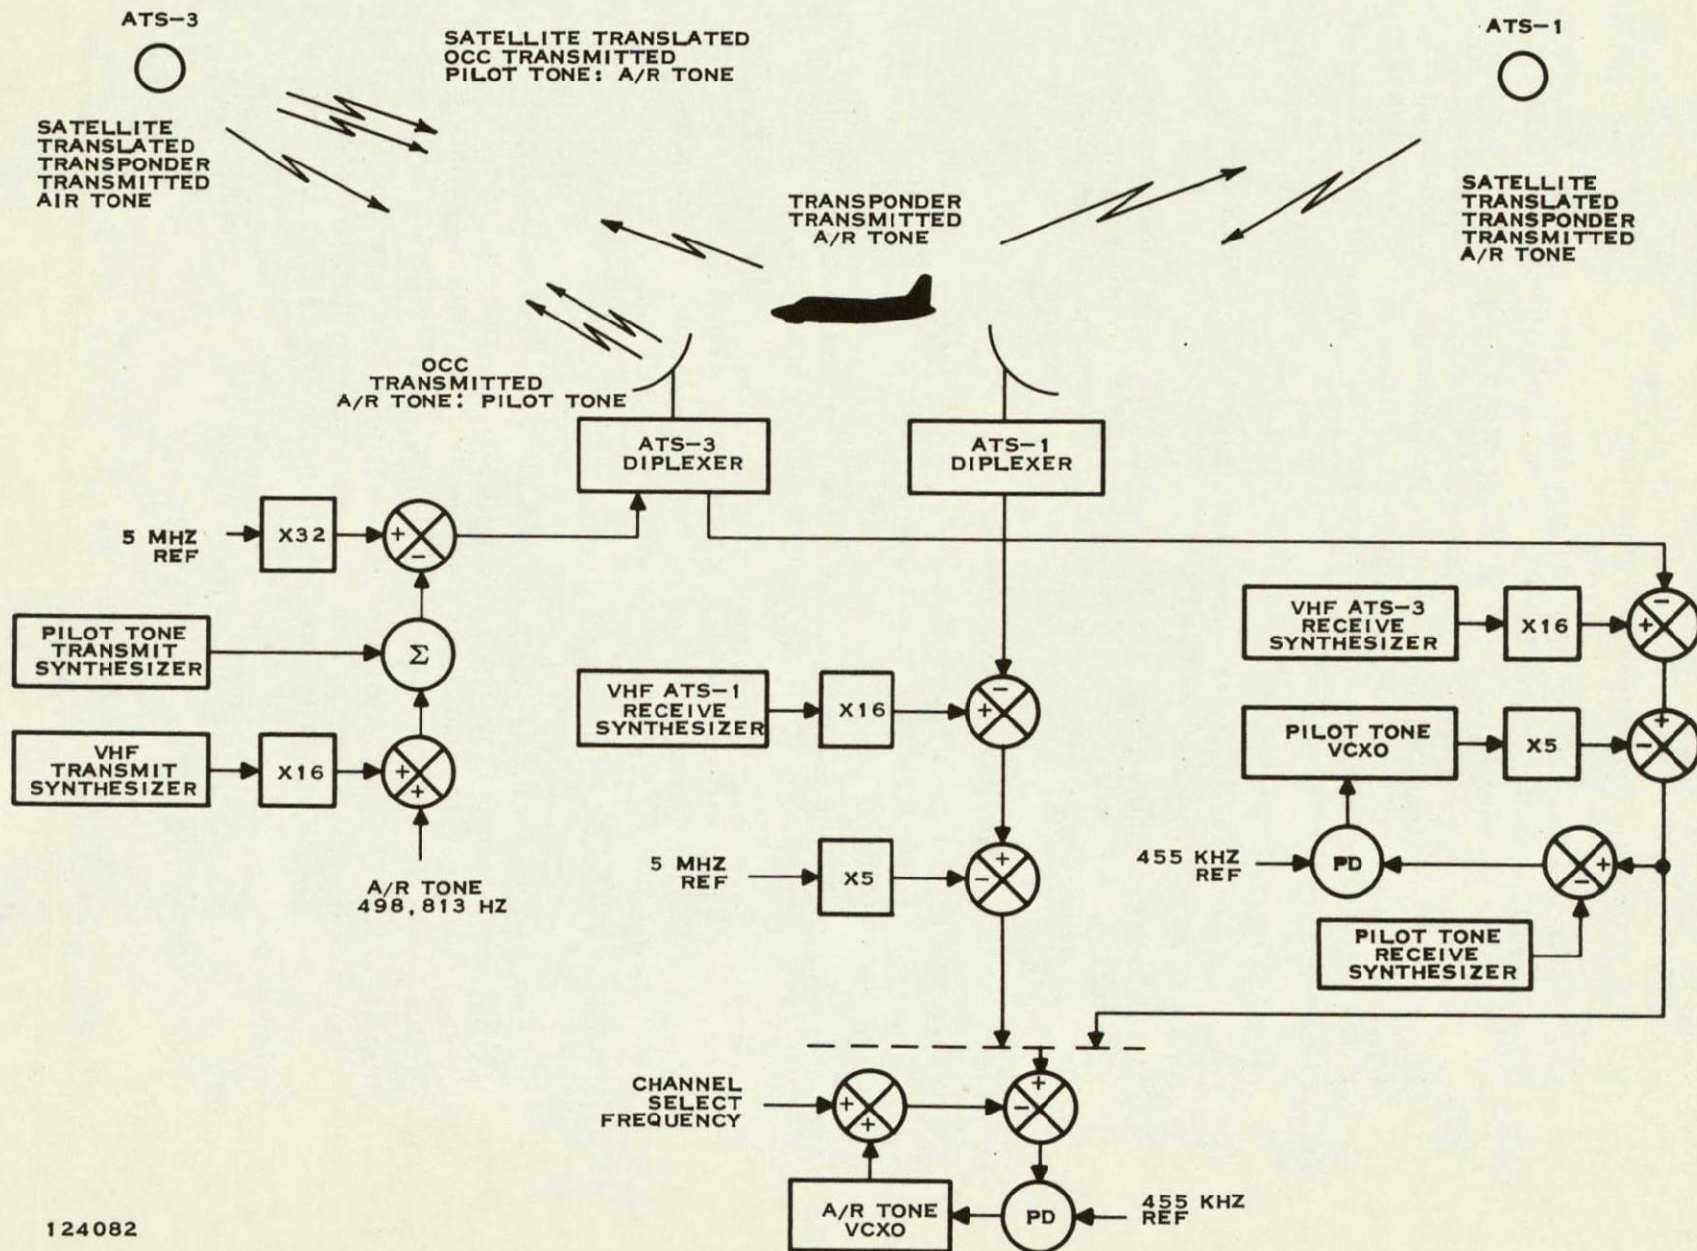 ATS-3
SATELLITE TRANSLATED
OCC TRANSMITTED
PILOT TONE: A/R TONE
ATS-1
SATELLITE
TRANSLATED
TRANSPONDER
TRANSMITTED
AIR TONE
TRANSPONDER
TRANSMITTED
A/R TONE
SATELLITE
TRANSLATED
TRANSPONDER
TRANSMITTED
A/R TONE
OCC
TRANSMITTED
A/R TONE: PILOT TONE
ATS-3
DIPLEXER
ATS-1
DIPLEXER
5 MHZ
REF
X32
+
-
PILOT TONE
TRANSMIT
SYNTHESIZER
Σ
VHF
TRANSMIT
SYNTHESIZER
X16
+
+
A/R TONE
498,813 HZ
VHF ATS-1
RECEIVE
SYNTHESIZER
X16
-
+
5 MHZ
REF
X5
+
-
VHF ATS-3
RECEIVE
SYNTHESIZER
X16
-
+
PILOT TONE
VCXO
X5
+
-
455 KHZ
REF
PD
+
-
PILOT TONE
RECEIVE
SYNTHESIZER
CHANNEL
SELECT
FREQUENCY
+
+
+
-
A/R TONE
VCXO
PD
455 KHZ
REF
124082